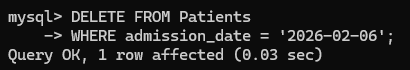 mysql> DELETE FROM Patients
    -> WHERE admission_date = '2026-02-06';
Query OK, 1 row affected (0.03 sec)